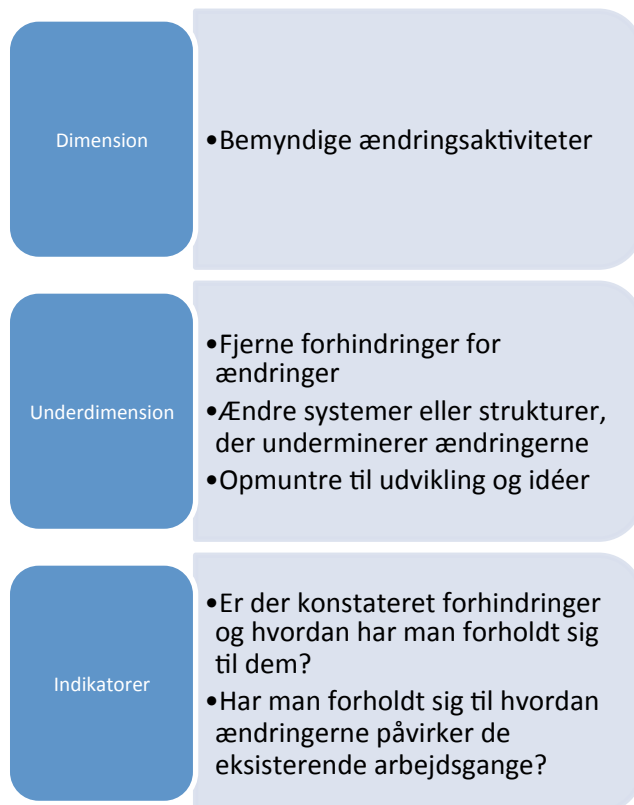 Dimension
•Bemyndige ændringsaktiviteter
Underdimension
•Fjerne forhindringer for
ændringer
•Ændre systemer eller strukturer,
der underminerer ændringerne
•Opmuntre til udvikling og idéer
Indikatorer
•Er der konstateret forhindringer
og hvordan har man forholdt sig
til dem?
•Har man forholdt sig til hvordan
ændringerne påvirker de
eksisterende arbejdsgange?